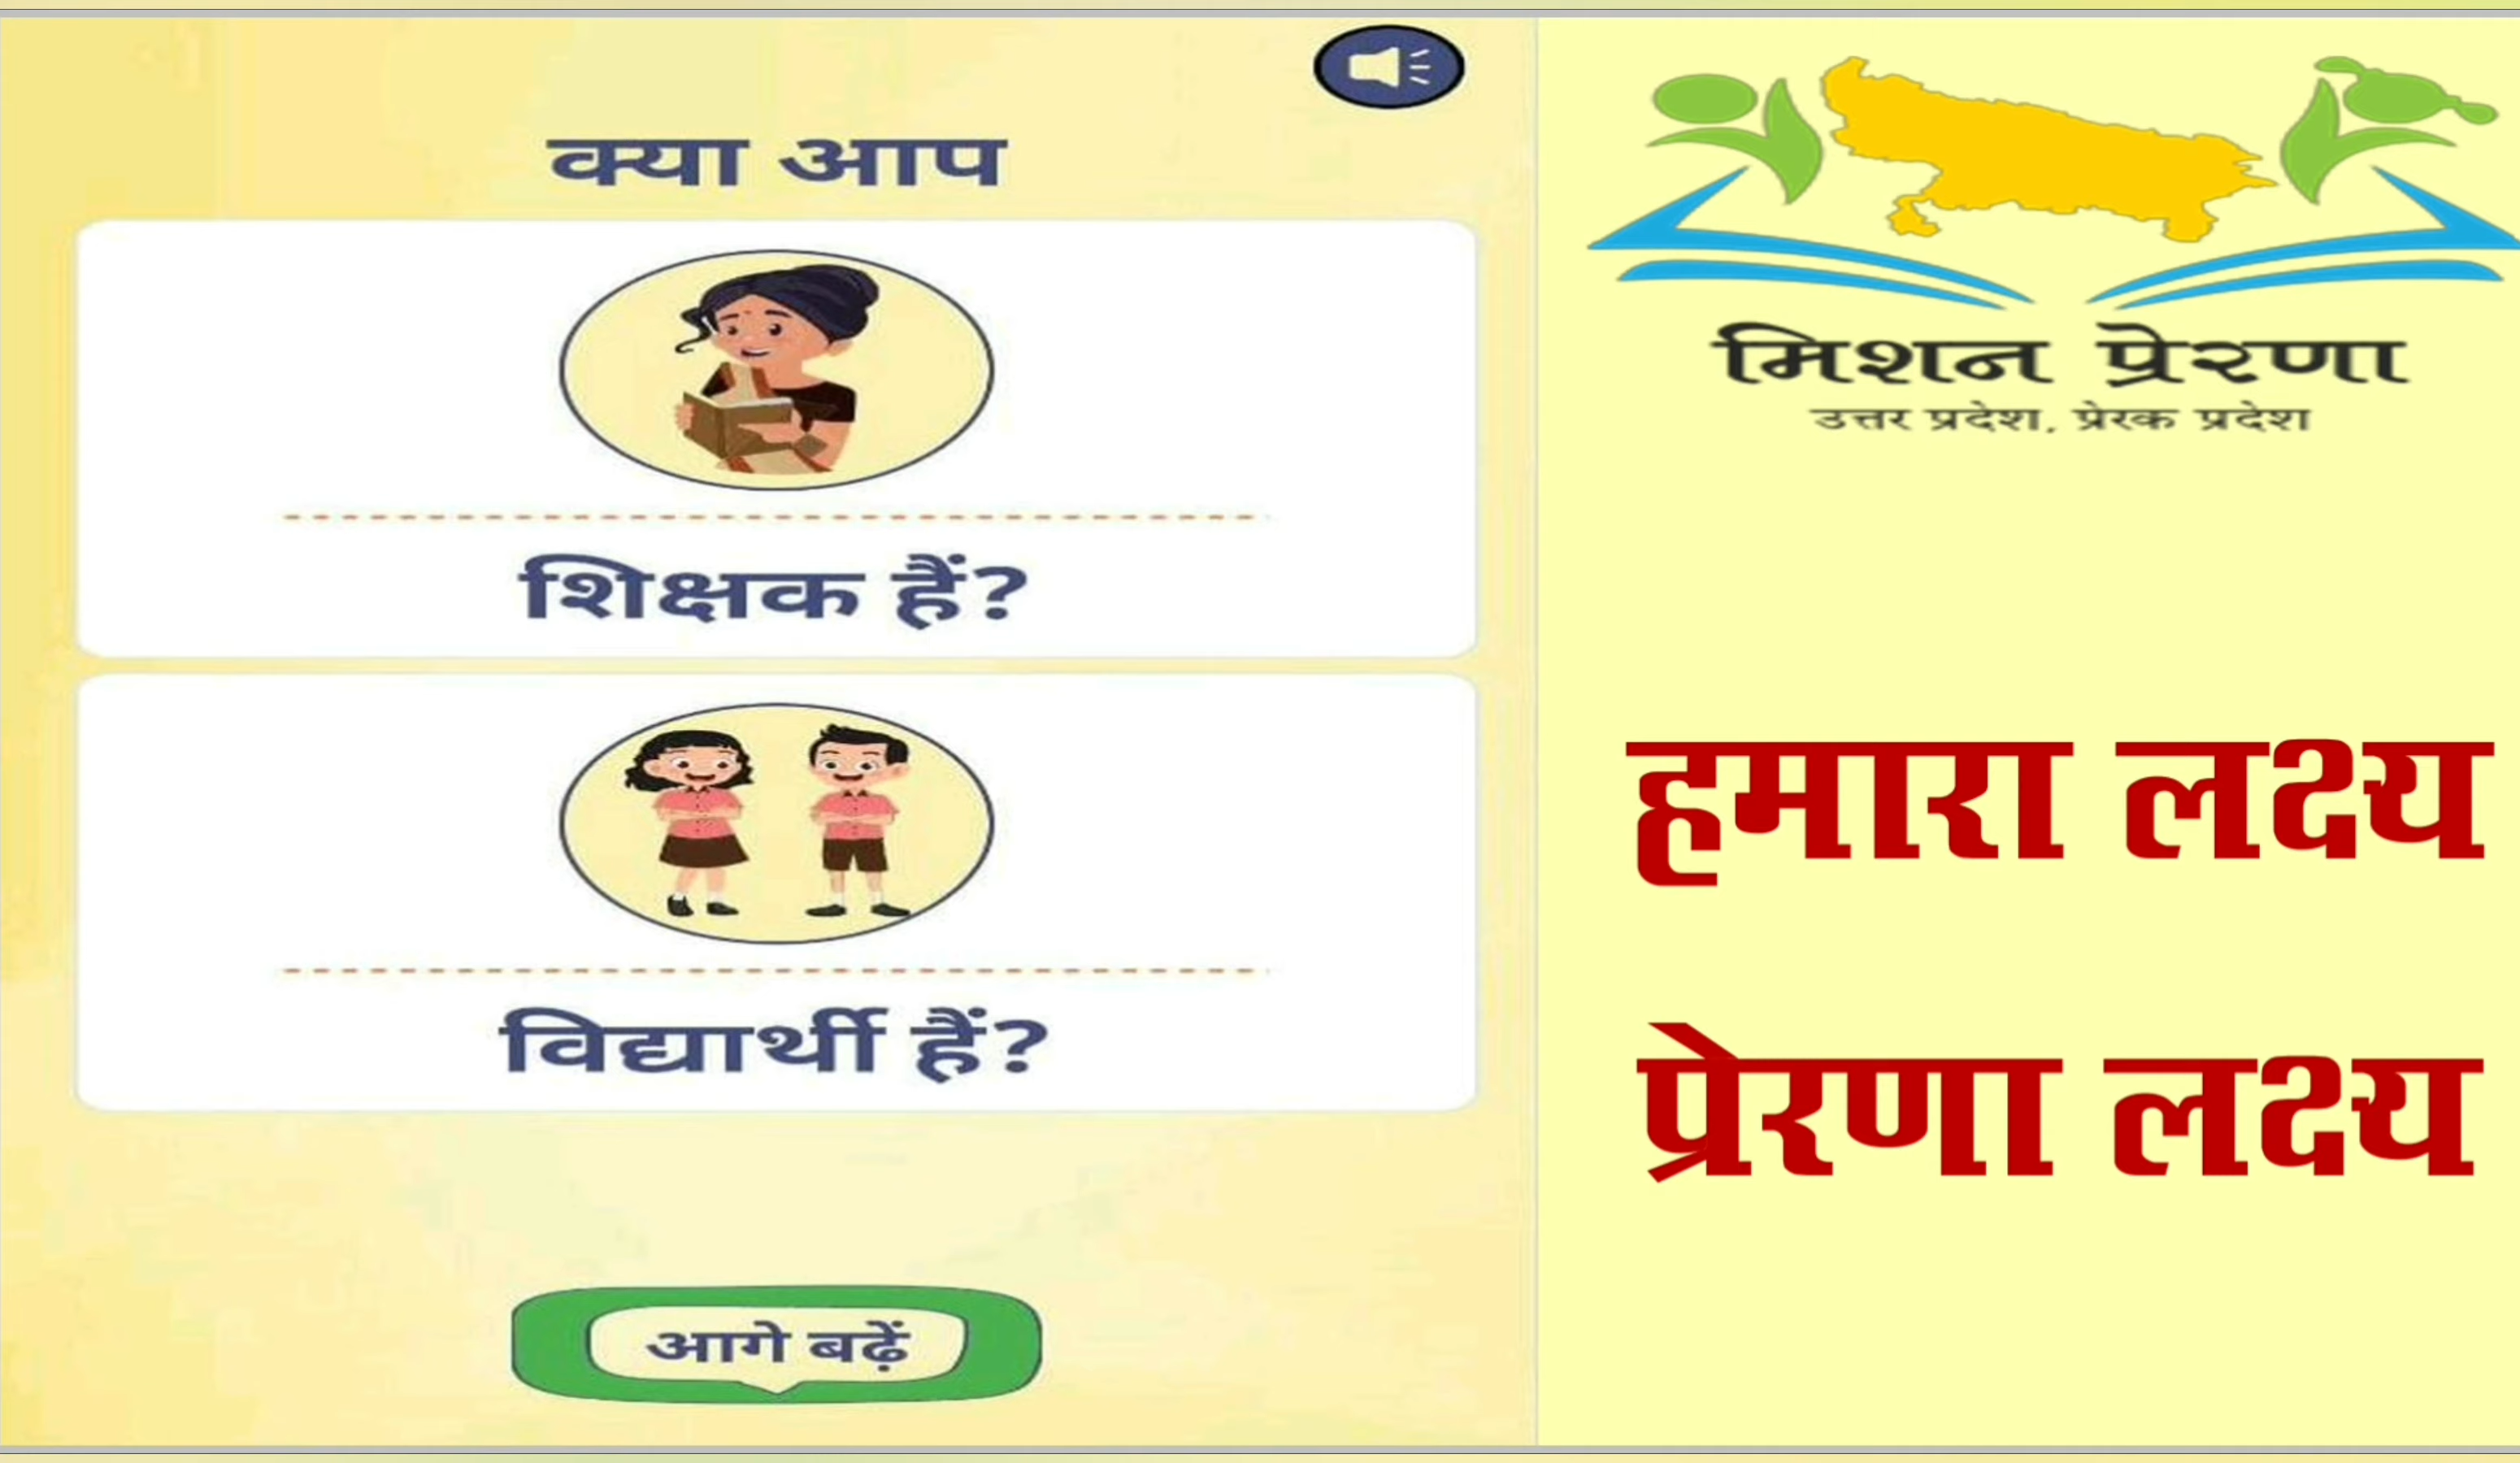 क्या आप
शिक्षक हैं?
विद्यार्थी हैं?
आगे बढ़ें
मिशन प्रेरणा
उत्तर प्रदेश, प्रेरक प्रदेश
हमारा लक्ष्य
प्रेरणा लक्ष्य